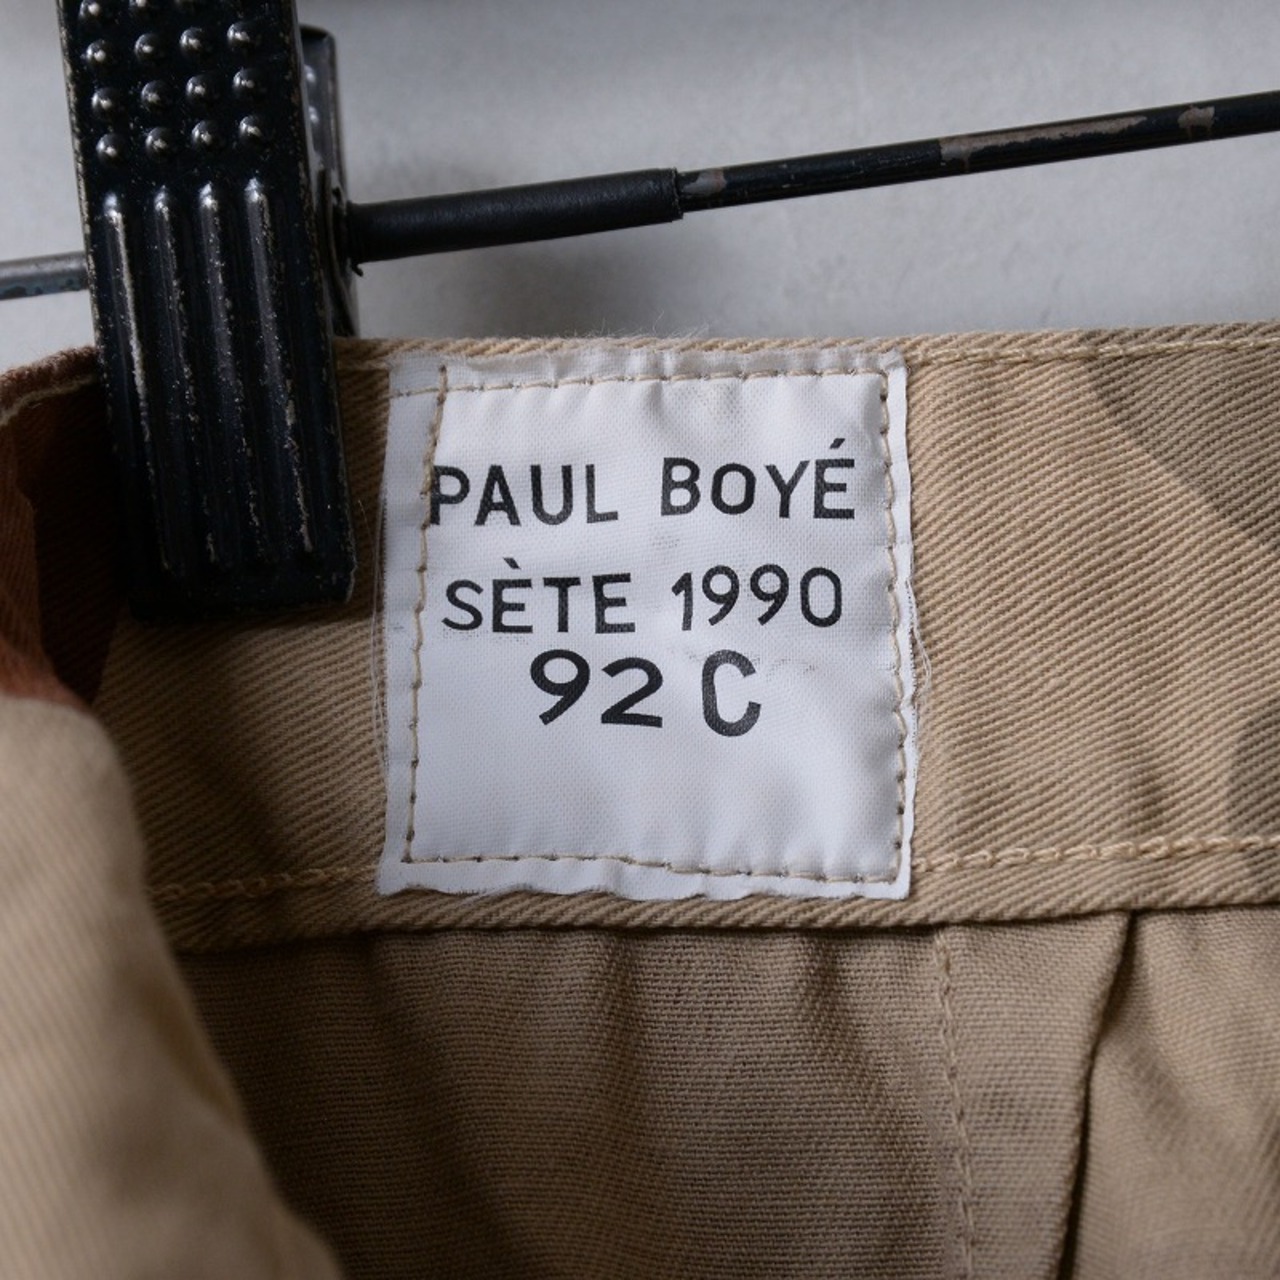 PAUL BOYÉ
SÈTE 1990
92 C